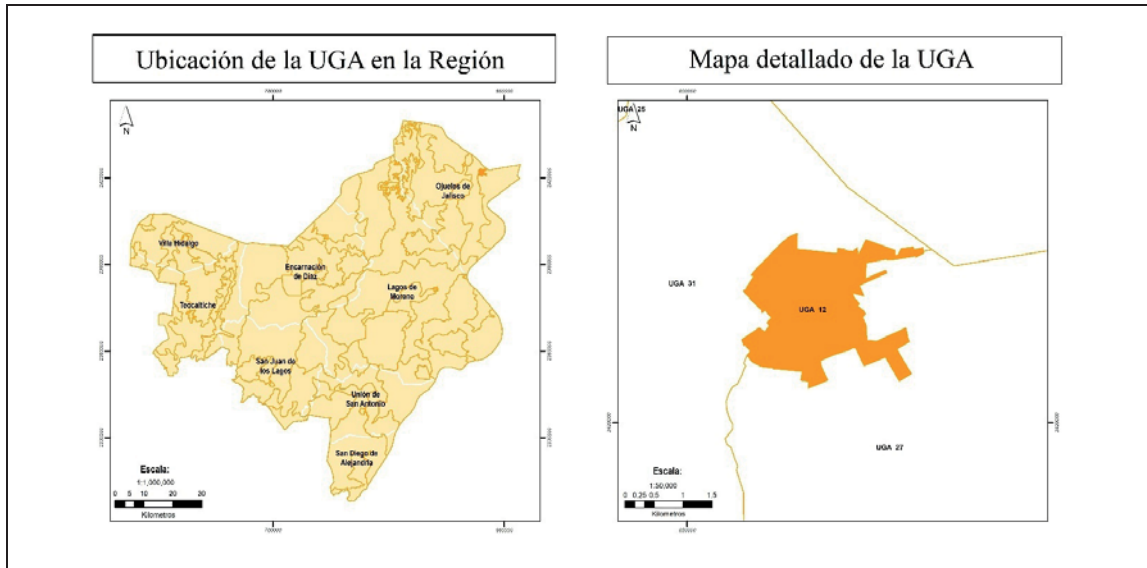 Ubicación de la UGA en la Región
Mapa detallado de la UGA
N
Ojuelos de
Jalisco
Villa Hidalgo
Encarnación
de Díaz
Lagos de
Moreno
Teocaltiche
San Juan de
los Lagos
Unión de
San Antonio
San Diego de
Alejandría
Escala:
1:1,000,000
0 5 10 20 30
Kilometros
UGA 25
N
UGA 31
UGA 12
UGA 27
Escala:
1:50,000
0 0.25 0.5 1 1.5
Kilometros